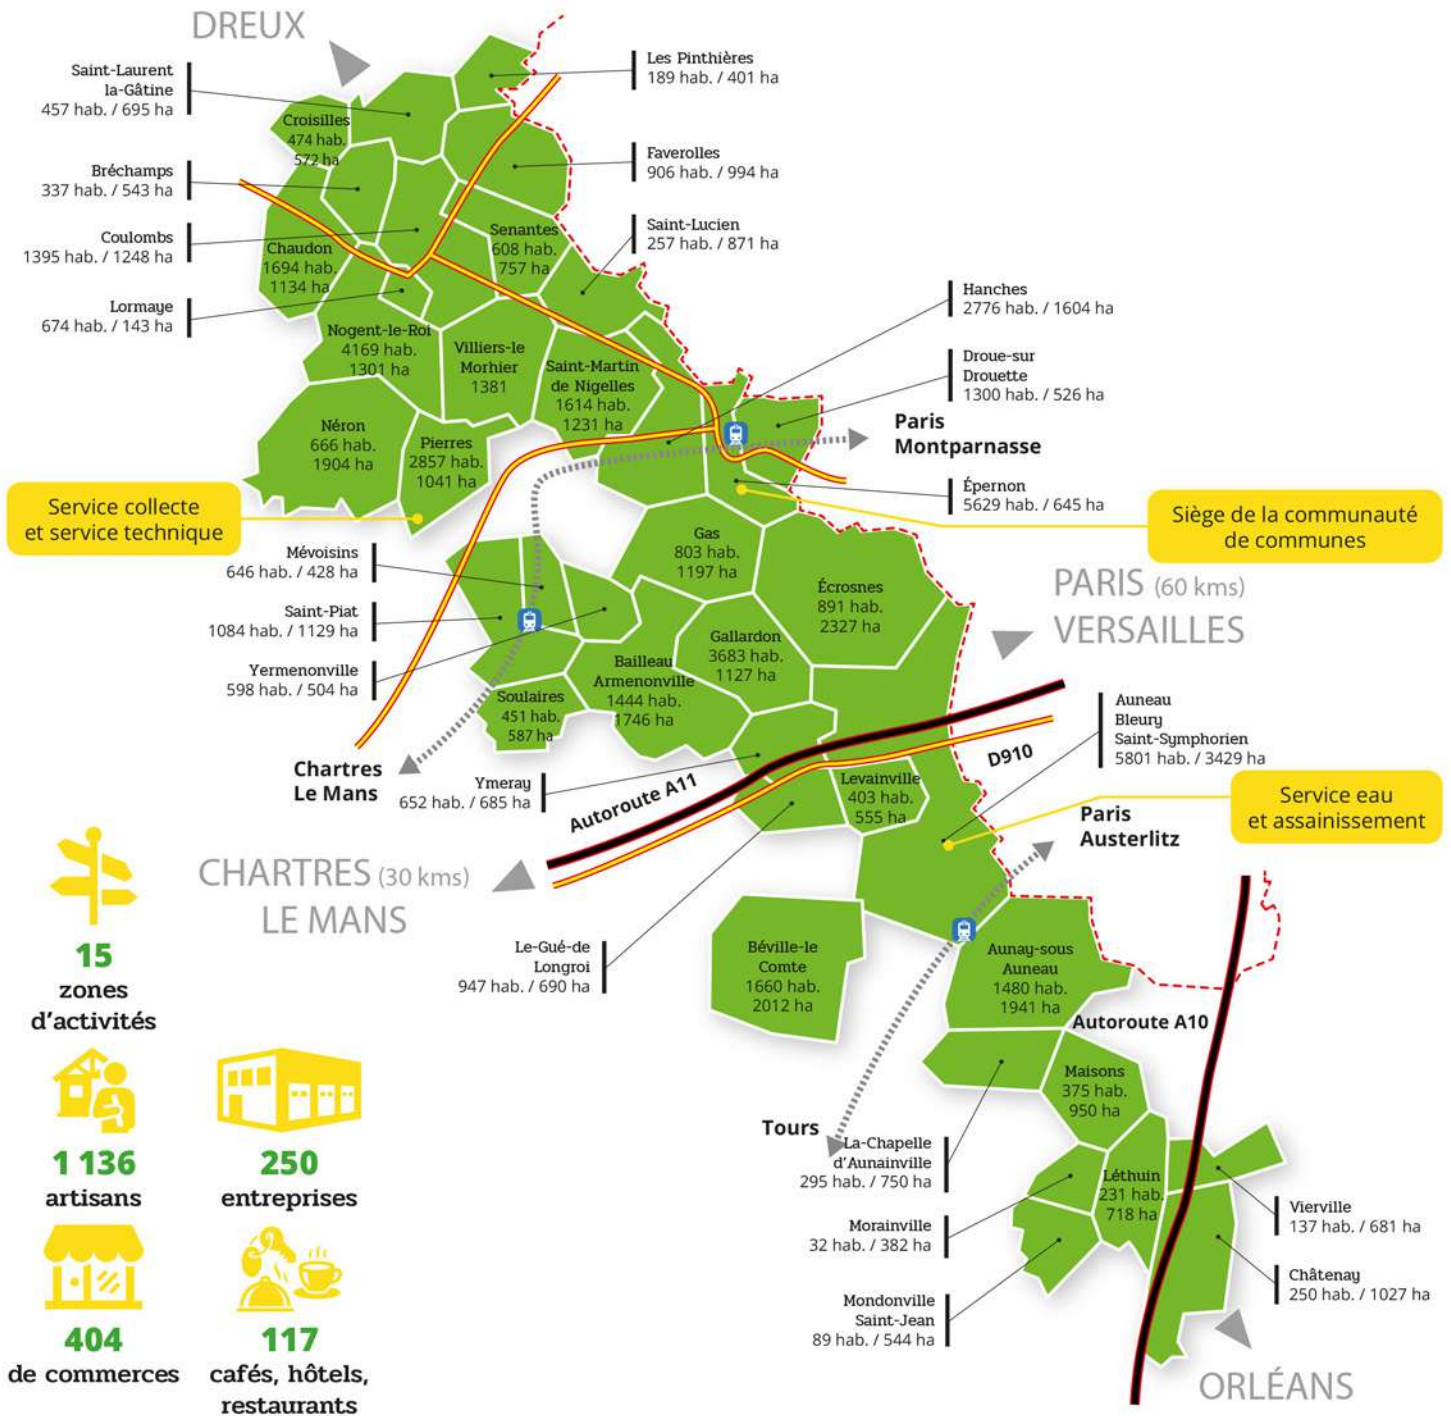 DREUX
Saint-Laurent
la-Gâtine
457 hab. / 695 ha
Les Pinthières
189 hab. / 401 ha
Croisilles
474 hab.
572 ha
Bréchamps
337 hab. / 543 ha
Faverolles
906 hab. / 994 ha
Coulombs
1395 hab. / 1248 ha
Chaudon
1694 hab.
1134 ha
Senantes
608 hab.
757 ha
Saint-Lucien
257 hab. / 871 ha
Lormaye
674 hab. / 143 ha
Hanches
2776 hab. / 1604 ha
Nogent-le-Roi
4169 hab.
1301 ha
Villiers-le
Morhier
1381
Saint-Martin
de Nigelles
1614 hab.
1231 ha
Droue-sur
Drouette
1300 hab. / 526 ha
Néron
666 hab.
1904 ha
Pierres
2857 hab.
1041 ha
Paris
Montparnasse
Épernon
5629 hab. / 645 ha
Service collecte
et service technique
Siège de la communauté
de communes
Mévoisins
646 hab. / 428 ha
Gas
803 hab.
1197 ha
Écrosnes
891 hab.
2327 ha
PARIS (60 kms)
VERSAILLES
Saint-Piat
1084 hab. / 1129 ha
Yermenonville
598 hab. / 504 ha
Gallardon
3683 hab.
1127 ha
Bailleau
Armenonville
1444 hab.
1746 ha
Soulaires
451 hab.
587 ha
Auneau
Bleury
Saint-Symphorien
5801 hab. / 3429 ha
Chartres
Le Mans
Ymeray
652 hab. / 685 ha
Autoroute A11
D910
Levainville
403 hab.
555 ha
Service eau
et assainissement
Paris
Austerlitz
CHARTRES (30 kms)
LE MANS
Le-Gué-de
Longroi
947 hab. / 690 ha
Béville-le
Comte
1660 hab.
2012 ha
Aunay-sous
Auneau
1480 hab.
1941 ha
Autoroute A10
15
zones
d'activités
Maisons
375 hab.
950 ha
Tours
La-Chapelle
d'Aunainville
295 hab. / 750 ha
1 136
artisans
250
entreprises
Léthuin
231 hab.
718 ha
Morainville
32 hab. / 382 ha
Vierville
137 hab. / 681 ha
Châtenay
250 hab. / 1027 ha
Mondonville
Saint-Jean
89 hab. / 544 ha
404
de commerces
117
cafés, hôtels,
restaurants
ORLÉANS